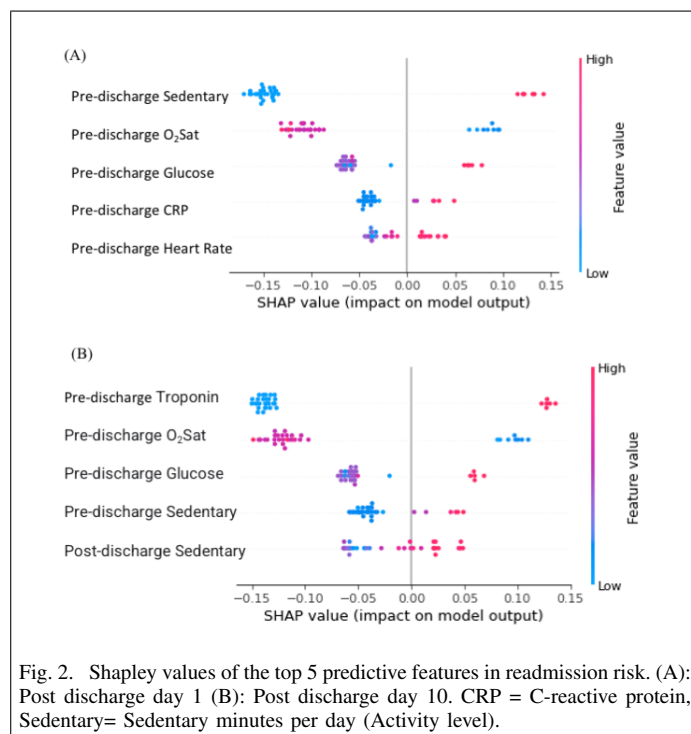 (A)
High
Pre-discharge Sedentary
Pre-discharge O₂Sat
Pre-discharge Glucose
Pre-discharge CRP
Pre-discharge Heart Rate
Feature value
Low
−0.15 −0.10 −0.05 0.00 0.05 0.10 0.15
SHAP value (impact on model output)
(B)
High
Pre-discharge Troponin
Pre-discharge O₂Sat
Pre-discharge Glucose
Pre-discharge Sedentary
Post-discharge Sedentary
Feature value
Low
−0.15 −0.10 −0.05 0.00 0.05 0.10 0.15
SHAP value (impact on model output)
Fig. 2. Shapley values of the top 5 predictive features in readmission risk. (A):
Post discharge day 1 (B): Post discharge day 10. CRP = C-reactive protein,
Sedentary= Sedentary minutes per day (Activity level).